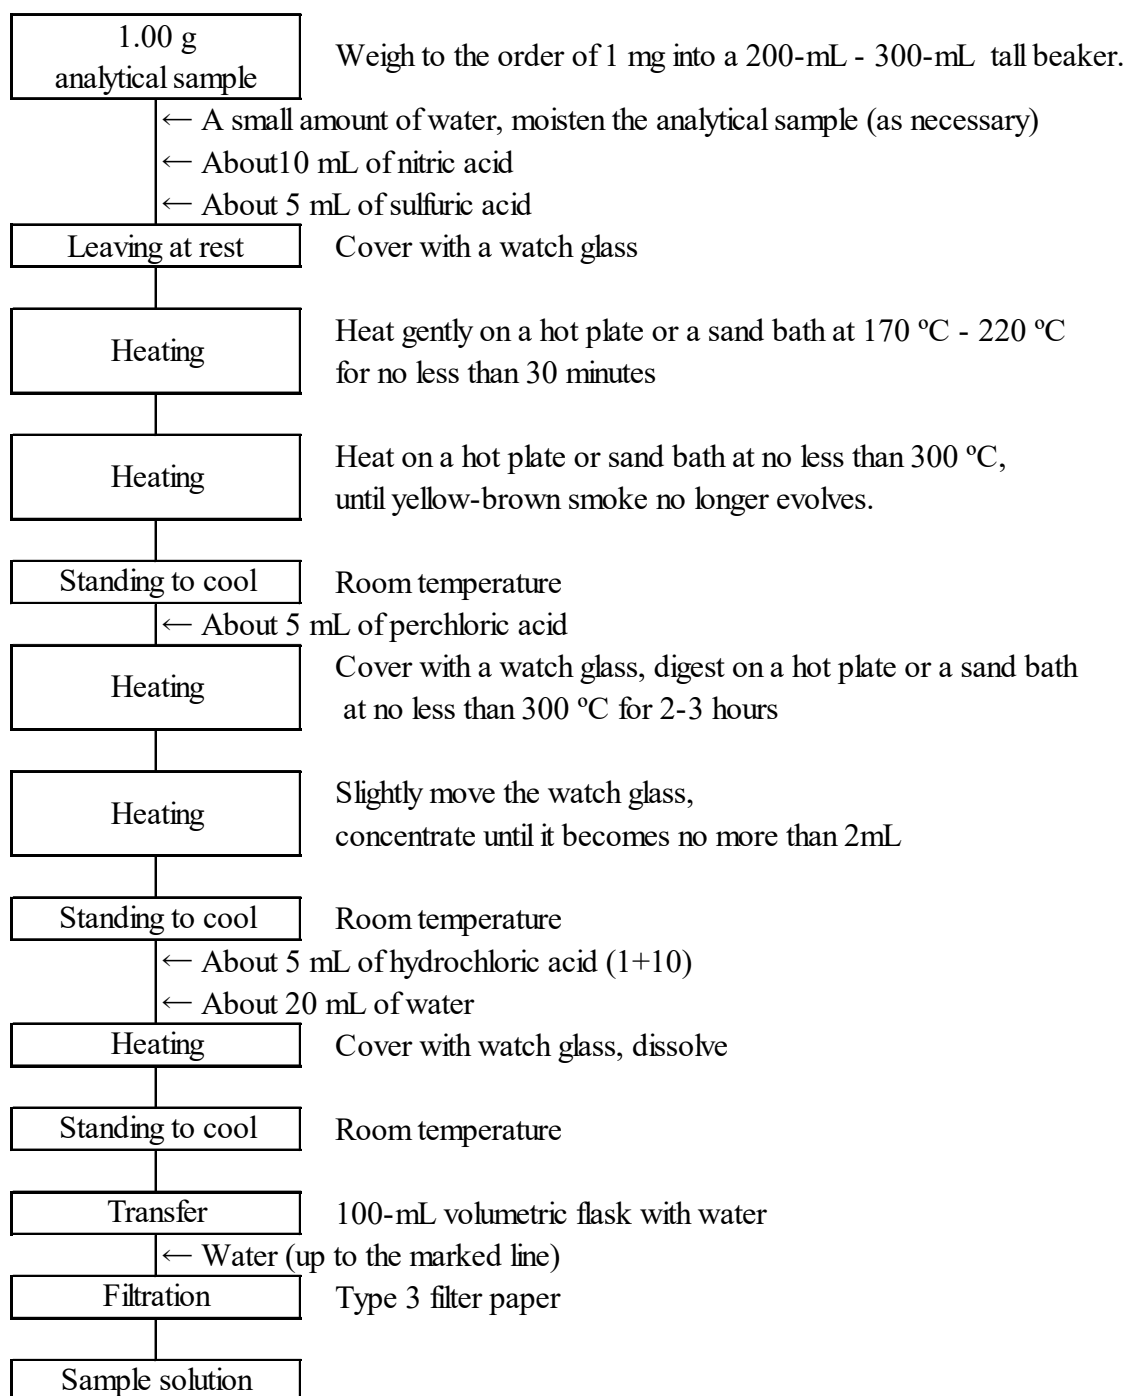 1.00 g
analytical sample
Weigh to the order of 1 mg into a 200-mL - 300-mL tall beaker.
← A small amount of water, moisten the analytical sample (as necessary)
← About10 mL of nitric acid
← About 5 mL of sulfuric acid
Leaving at rest
Cover with a watch glass
Heating
Heat gently on a hot plate or a sand bath at 170 ºC - 220 ºC
for no less than 30 minutes
Heating
Heat on a hot plate or sand bath at no less than 300 ºC,
until yellow-brown smoke no longer evolves.
Standing to cool
Room temperature
← About 5 mL of perchloric acid
Heating
Cover with a watch glass, digest on a hot plate or a sand bath
at no less than 300 ºC for 2-3 hours
Heating
Slightly move the watch glass,
concentrate until it becomes no more than 2mL
Standing to cool
Room temperature
← About 5 mL of hydrochloric acid (1+10)
← About 20 mL of water
Heating
Cover with watch glass, dissolve
Standing to cool
Room temperature
Transfer
100-mL volumetric flask with water
← Water (up to the marked line)
Filtration
Type 3 filter paper
Sample solution